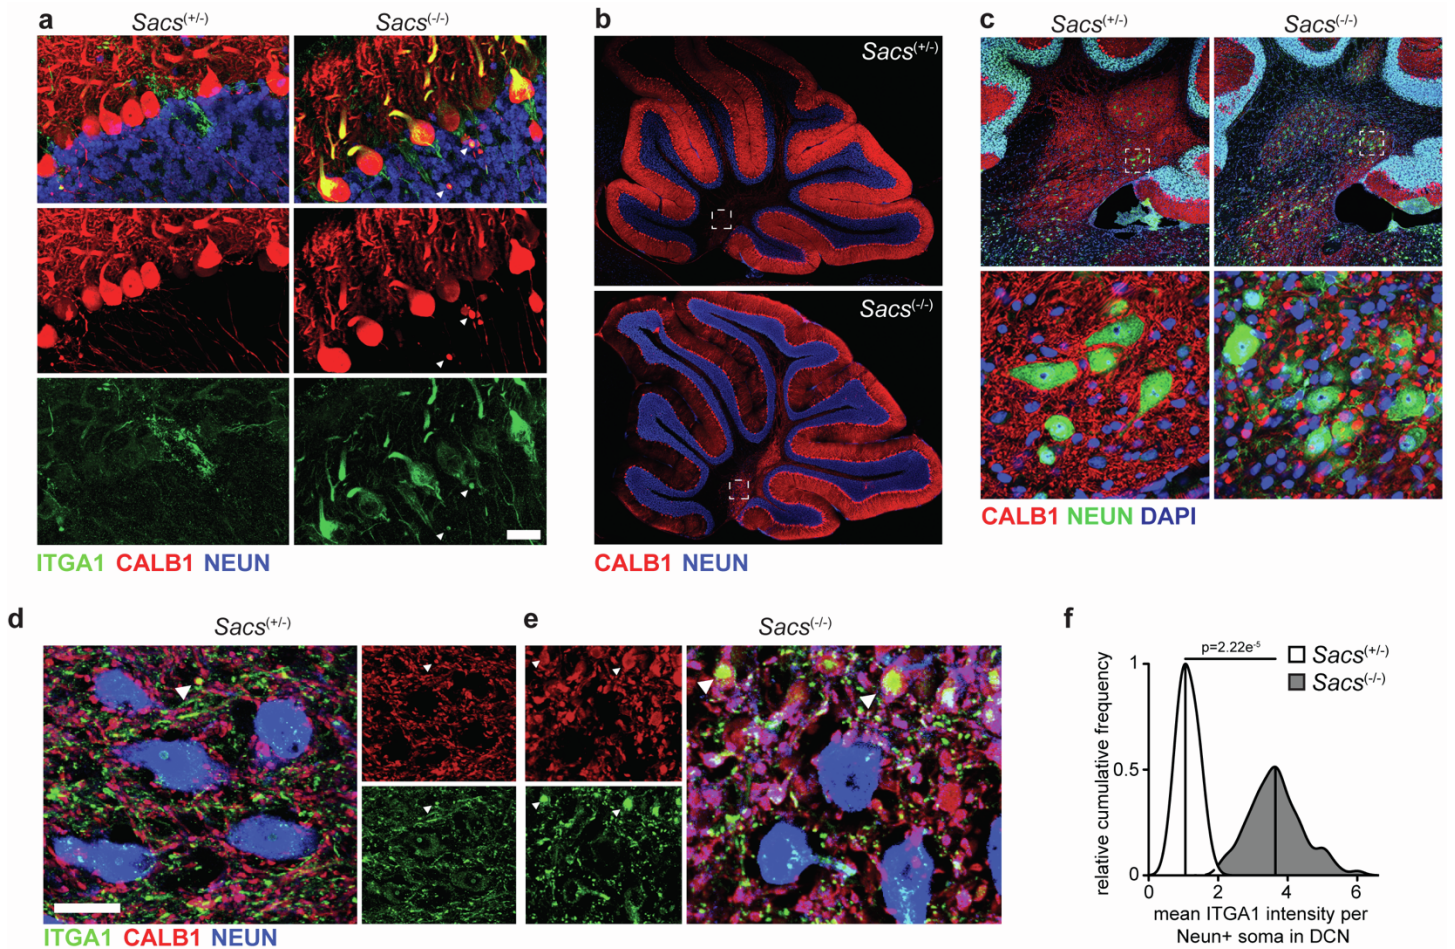 a
Sacs(+/-)
Sacs(-/-)
ITGA1 CALB1 NEUN
b
Sacs(+/-)
Sacs(-/-)
CALB1 NEUN
c
Sacs(+/-)
Sacs(-/-)
CALB1 NEUN DAPI
d
Sacs(+/-)
e
Sacs(-/-)
ITGA1 CALB1 NEUN
f
p=2.22e-5
Sacs(+/-)
Sacs(-/-)
relative cumulative frequency
1
0.5
0
0 2 4 6
mean ITGA1 intensity per
Neun+ soma in DCN